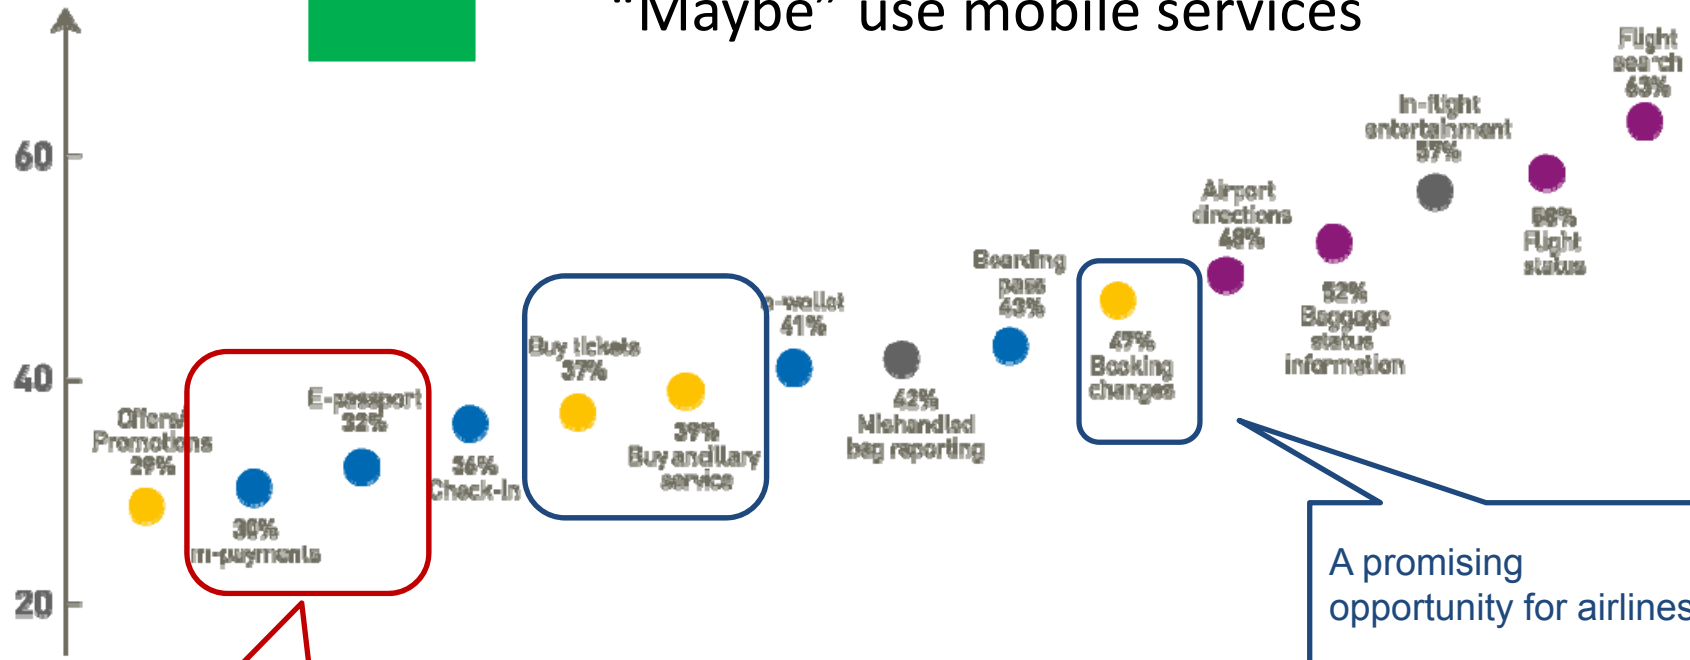 “Maybe” use mobile services
60
40
20
Offers/
Promotions
29%
30%
m-payments
E-passport
32%
36%
Check-in
Buy tickets
37%
39%
Buy ancillary
service
e-wallet
41%
42%
Mishandled
bag reporting
Boarding
pass
43%
47%
Booking
changes
Airport
directions
48%
52%
Baggage
status
information
In-flight
entertainment
57%
58%
Flight
status
Flight
search
63%
A promising
opportunity for airlines